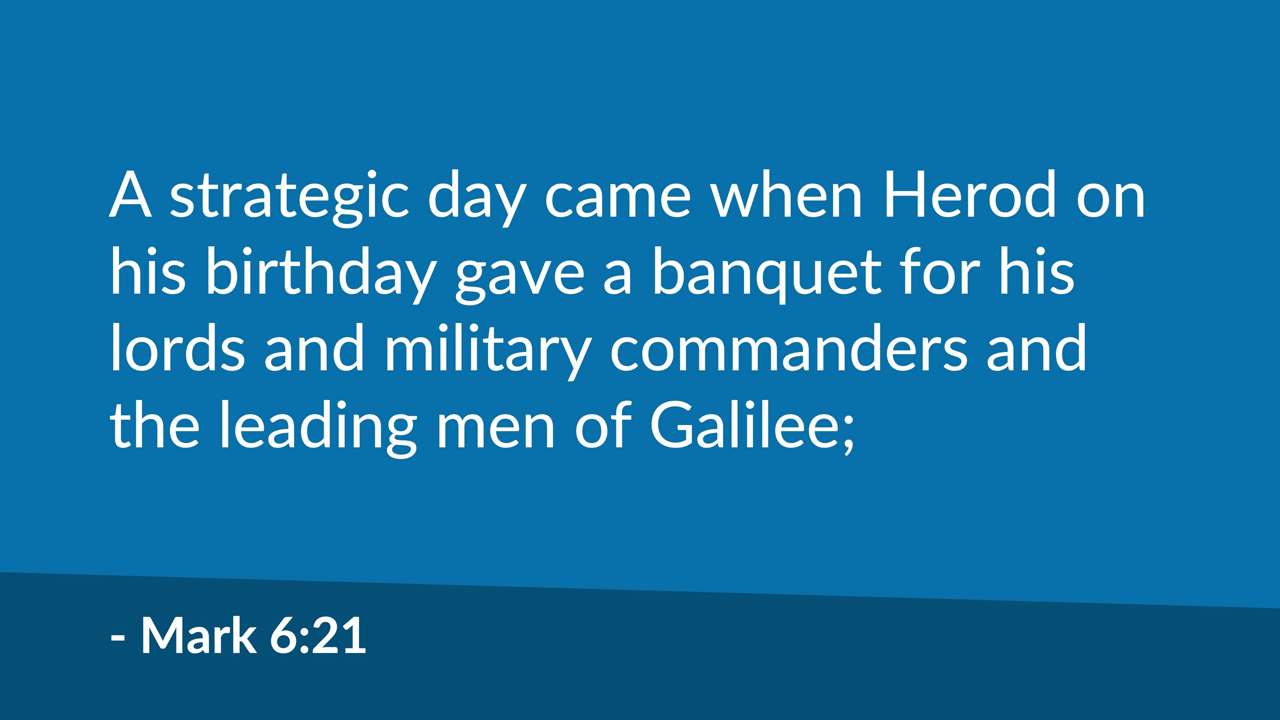 A strategic day came when Herod on
his birthday gave a banquet for his
lords and military commanders and
the leading men of Galilee;
- Mark 6:21